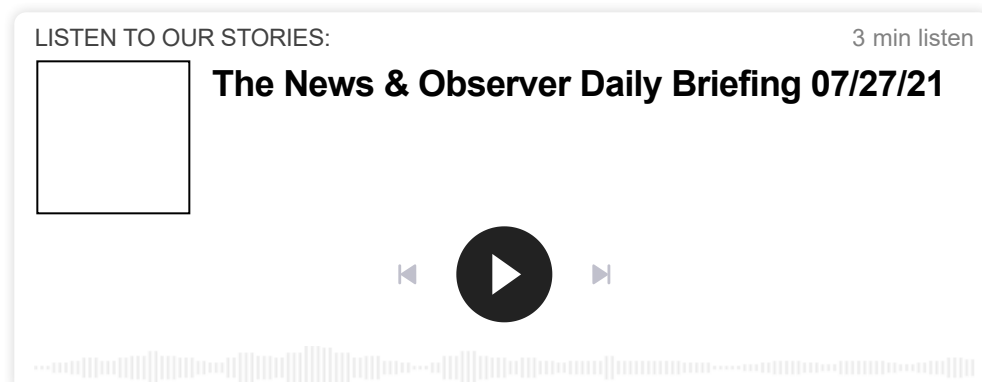 LISTEN TO OUR STORIES:
3 min listen
The News & Observer Daily Briefing 07/27/21